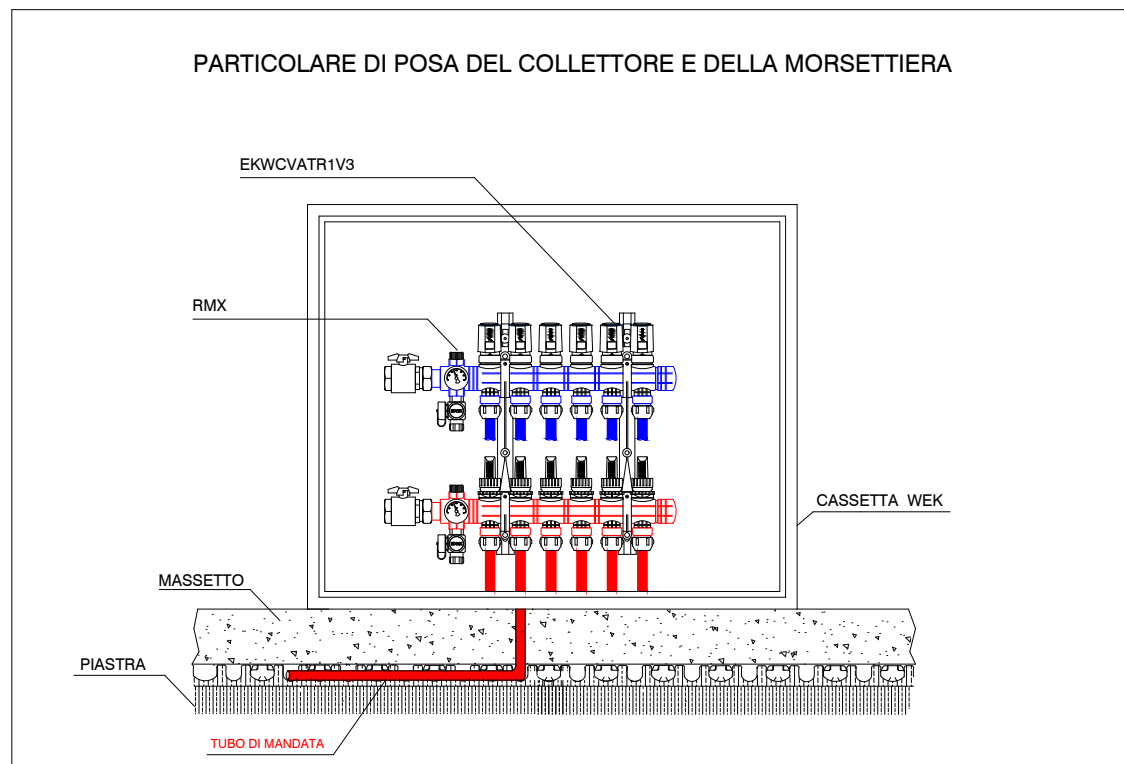 PARTICOLARE DI POSA DEL COLLETTORE E DELLA MORSETTIERA
EKWCVATR1V3
RMX
CASSETTA WEK
MASSETTO
PIASTRA
TUBO DI MANDATA